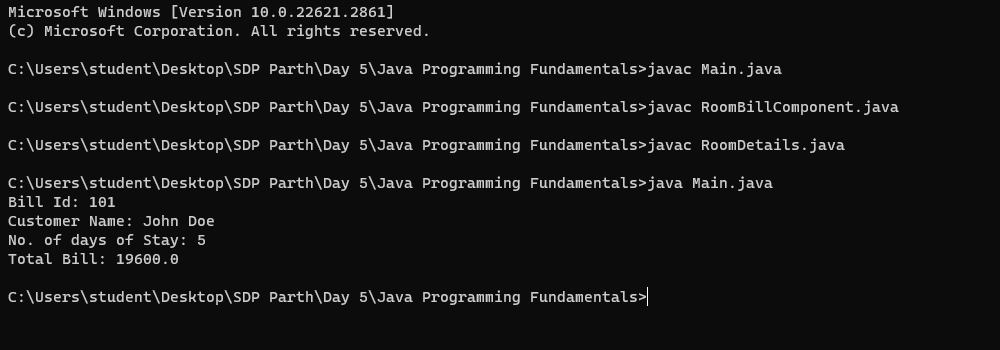 Microsoft Windows [Version 10.0.22621.2861]
(c) Microsoft Corporation. All rights reserved.
C:\Users\student\Desktop\SDP Parth\Day 5\Java Programming Fundamentals>javac Main.java
C:\Users\student\Desktop\SDP Parth\Day 5\Java Programming Fundamentals>javac RoomBillComponent.java
C:\Users\student\Desktop\SDP Parth\Day 5\Java Programming Fundamentals>javac RoomDetails.java
C:\Users\student\Desktop\SDP Parth\Day 5\Java Programming Fundamentals>java Main.java
Bill Id: 101
Customer Name: John Doe
No. of days of Stay: 5
Total Bill: 19600.0
C:\Users\student\Desktop\SDP Parth\Day 5\Java Programming Fundamentals>